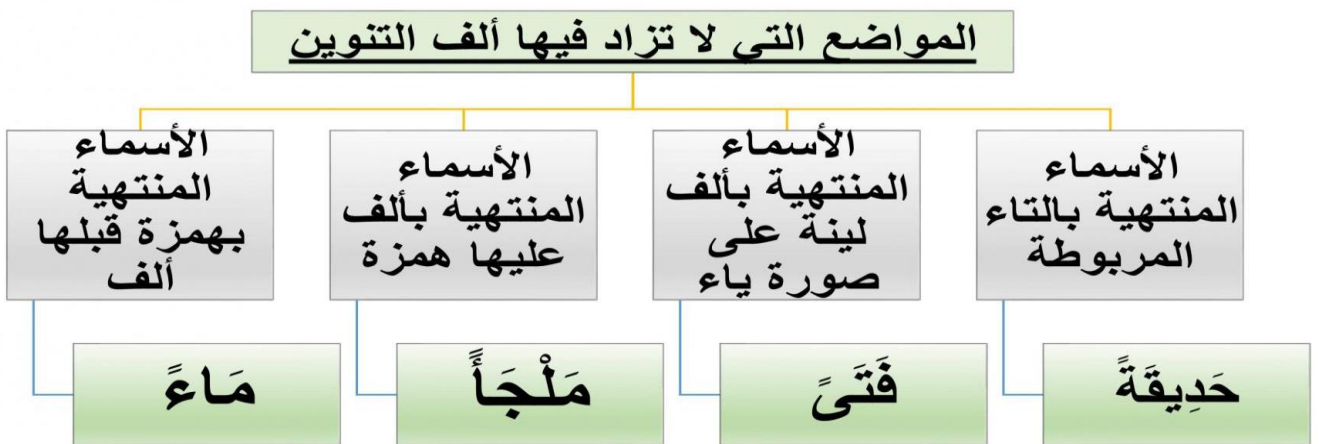 المواضع التي لا تزاد فيها ألف التنوين
الأسماء
المنتهية بالتاء
المربوطة
الأسماء
المنتهية بألف
لينة على
صورة ياء
الأسماء
المنتهية بألف
عليها همزة
الأسماء
المنتهية
بهمزة قبلها
ألف
حَدِيقَةً
فَتَىً
مَلْجَأً
مَاءً